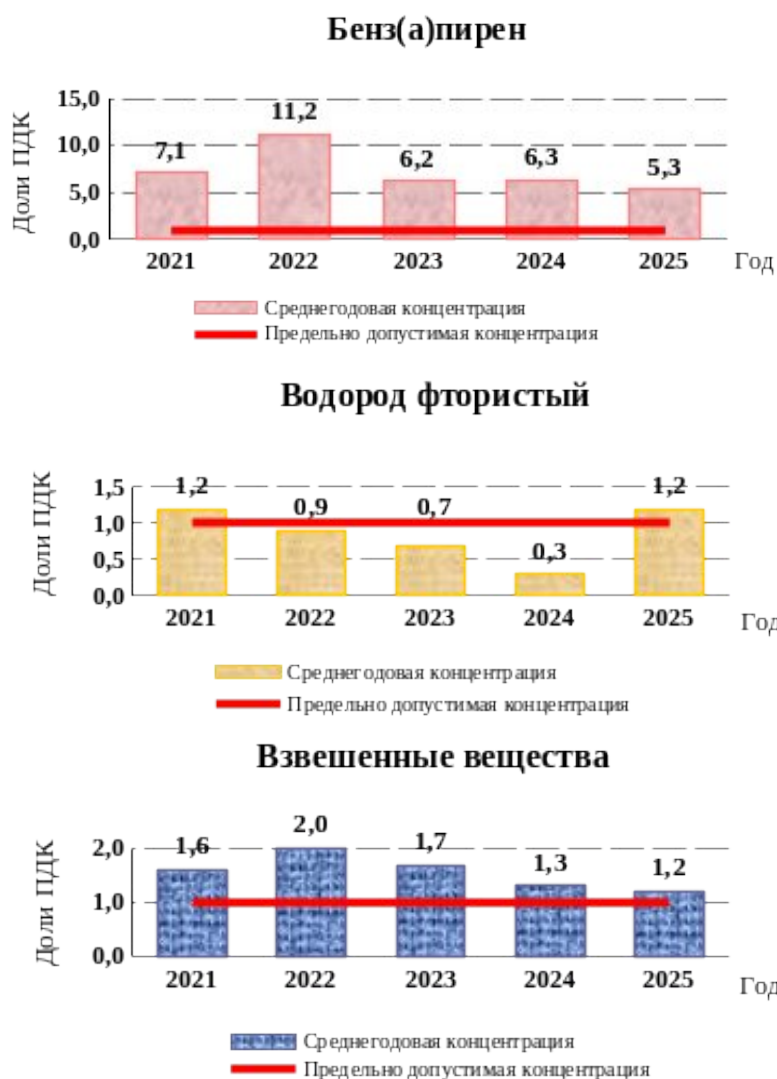 Бенз(а)пирен
Доли ПДК
15,0
10,0
5,0
0,0
7,1
11,2
6,2
6,3
5,3
2021 2022 2023 2024 2025 Год
Среднегодовая концентрация
Предельно допустимая концентрация
Водород фтористый
Доли ПДК
1,5
1,0
0,5
0,0
1,2
0,9
0,7
0,3
1,2
2021 2022 2023 2024 2025 Год
Среднегодовая концентрация
Предельно допустимая концентрация
Взвешенные вещества
Доли ПДК
2,0
1,0
0,0
1,6
2,0
1,7
1,3
1,2
2021 2022 2023 2024 2025 Год
Среднегодовая концентрация
Предельно допустимая концентрация